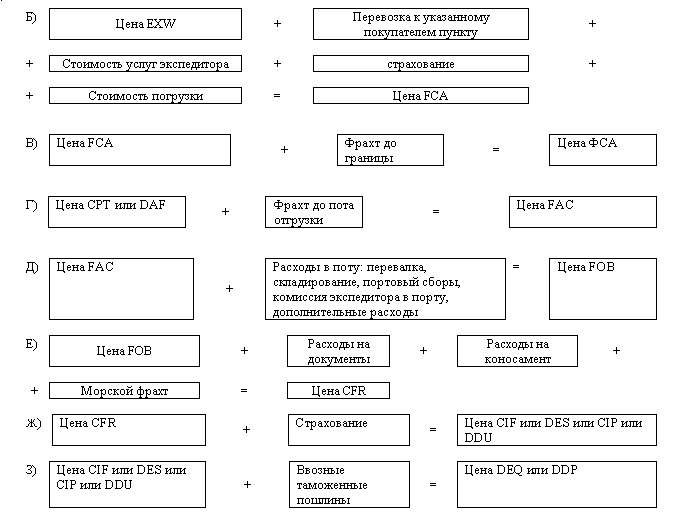 Б) Цена EXW + Перевозка к указанному +
покупателем пункту
+ Стоимость услуг экспедитора + страхование +
+ Стоимость погрузки = Цена FCA
В) Цена FCA + Фрахт до = Цена ФСА
границы
Г) Цена CPT или DAF + Фрахт до пота = Цена FAC
отгрузки
Д) Цена FAC + Расходы в поту: перевалка, = Цена FOB
складирование, портовый сборы,
комиссия экспедитора в порту,
дополнительные расходы
Е) Цена FOB + Расходы на + Расходы на +
документы коносамент
+ Морской фрахт = Цена CFR
Ж) Цена CFR + Страхование = Цена CIF или DES или CIP или
DDU
З) Цена CIF или DES или + Ввозные = Цена DEQ или DDP
CIP или DDU таможенные
пошлины